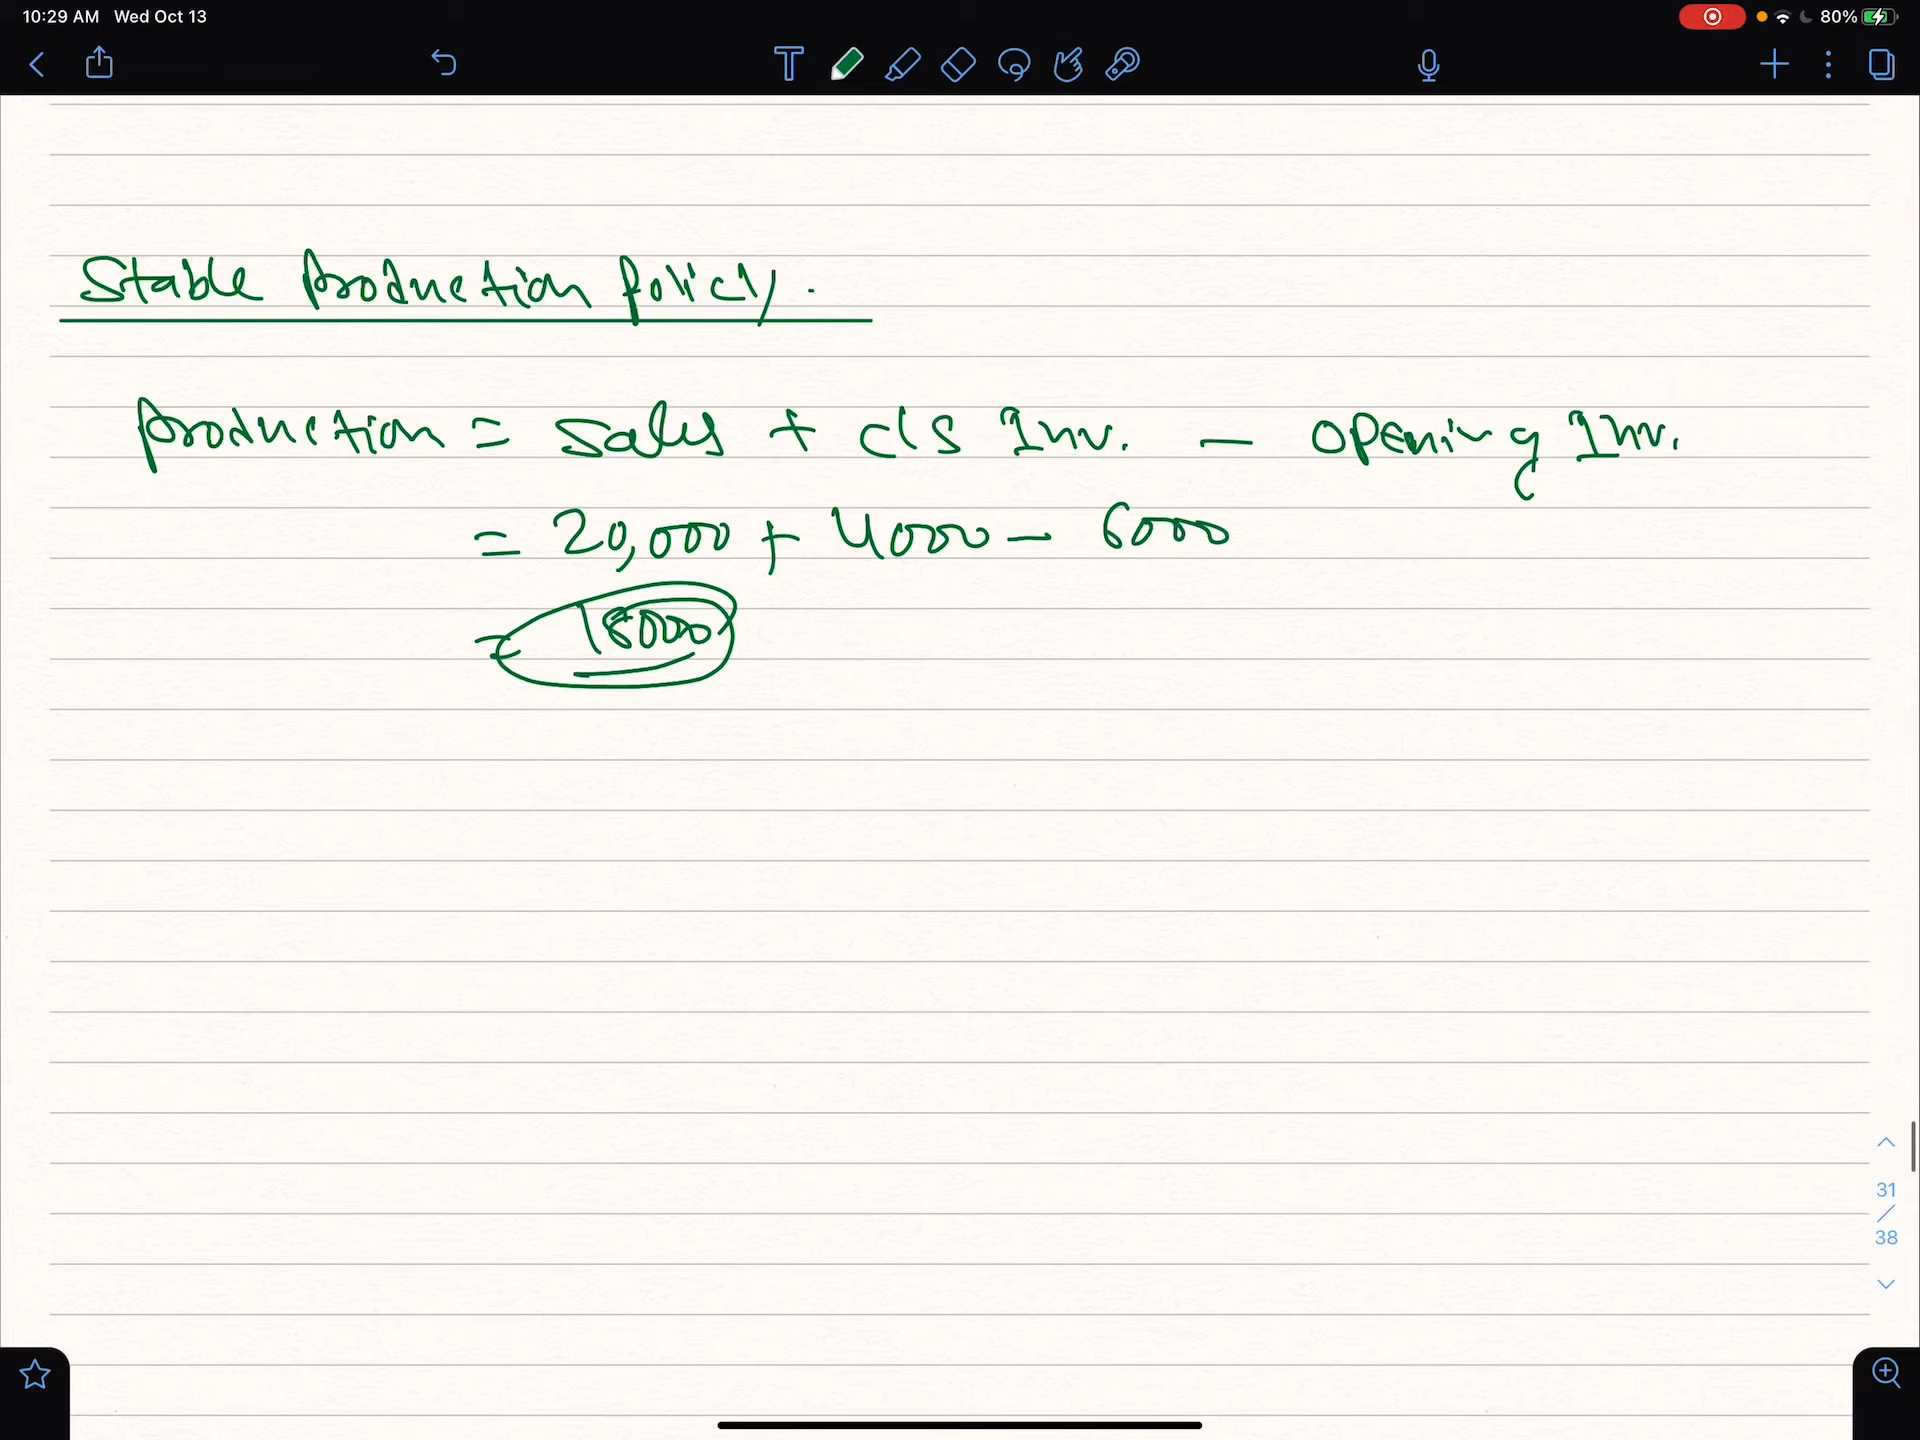 10:29 AM Wed Oct 13
80%
T
Stable Production Policy.
Production = Sales + cls Inv. - Opening Inv.
= 20,000 + 4000 - 6000
= 18000
31
/
38